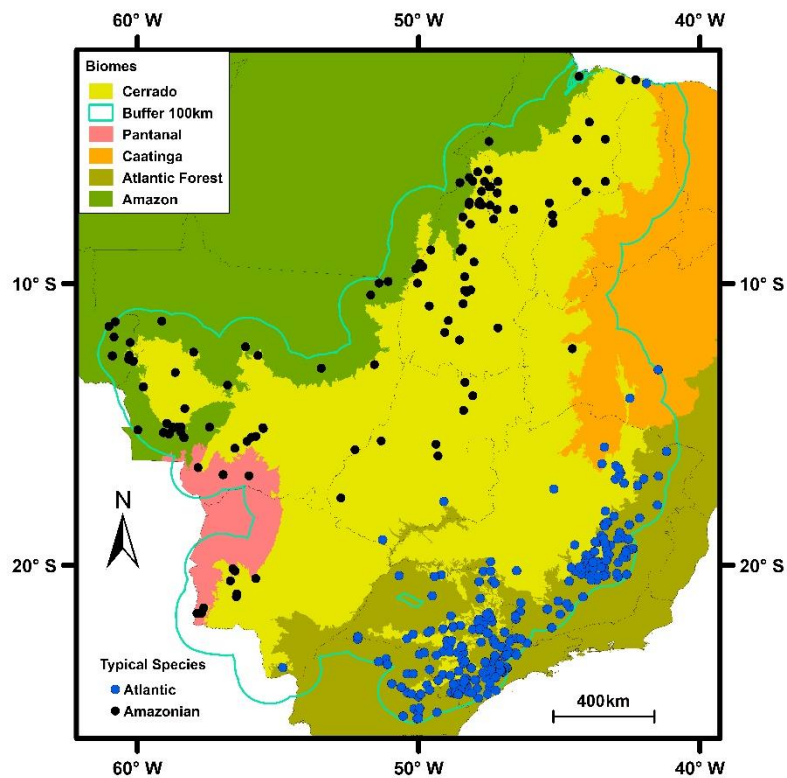 60° W 50° W 40° W
Biomes
Cerrado
Buffer 100km
Pantanal
Caatinga
Atlantic Forest
Amazon
10° S 10° S
N
20° S 20° S
Typical Species
Atlantic
Amazonian
400km
60° W 50° W 40° W